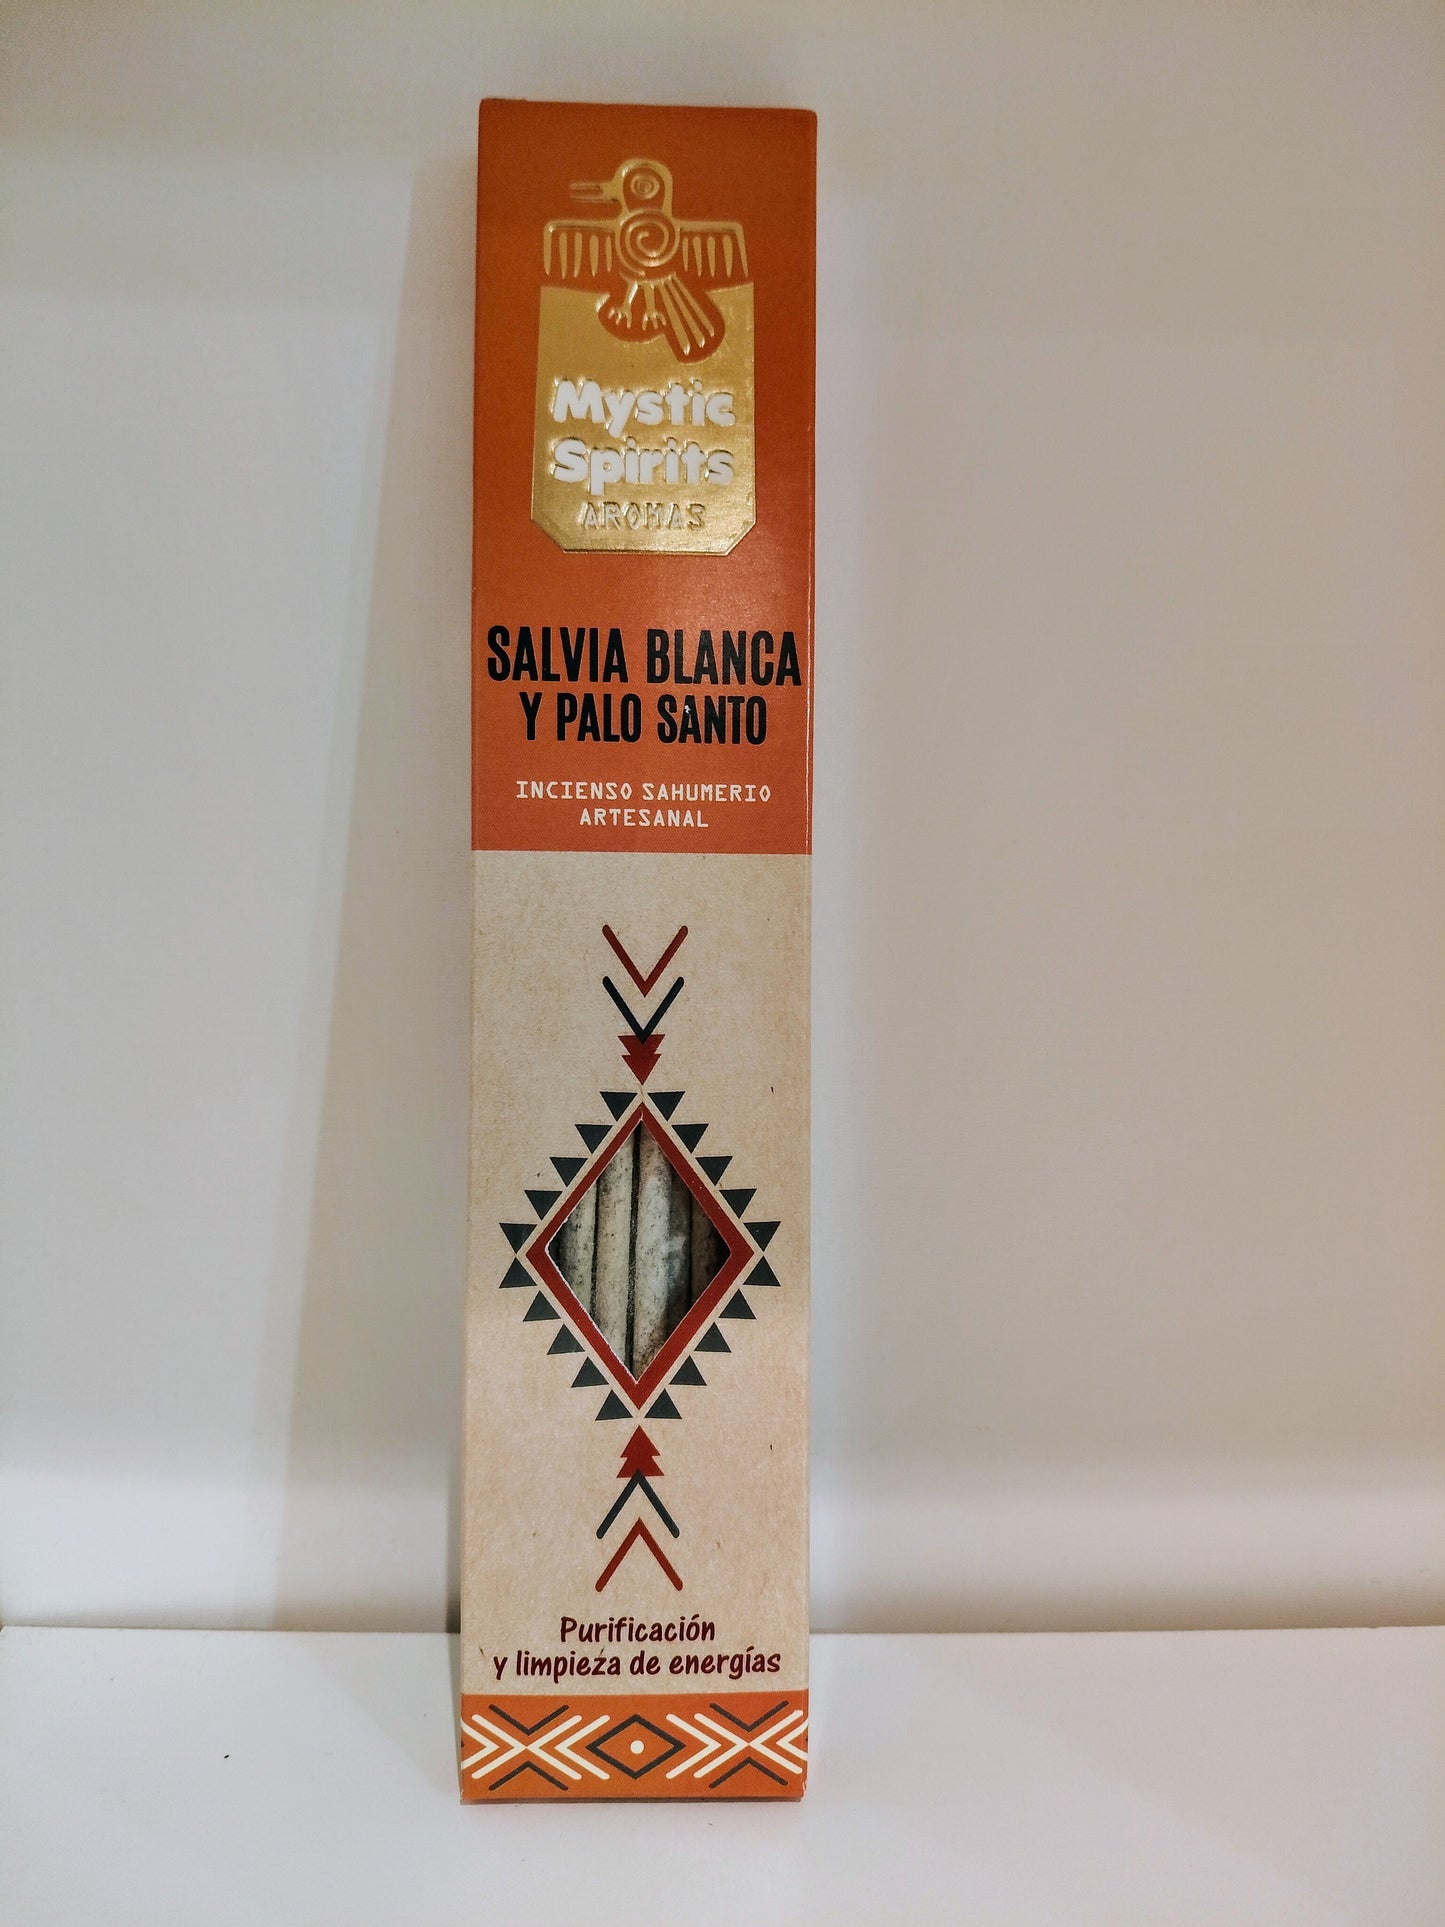 Mystic
Spirits
AROMAS
SALVIA BLANCA
Y PALO SANTO
INCIENSO SAHUMERIO
ARTESANAL
Purificación
y limpieza de energías